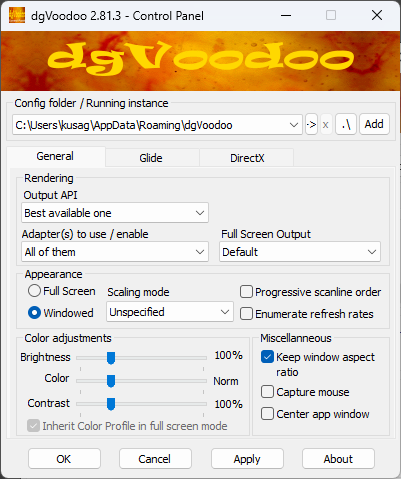 dgVoodoo 2.81.3 - Control Panel
dgVoodoo
Config folder / Running instance
C:\Users\kusag\AppData\Roaming\dgVoodoo
->
x
.\
Add
General
Glide
DirectX
Rendering
Output API
Best available one
Adapter(s) to use / enable
Full Screen Output
All of them
Default
Appearance
Full Screen
Scaling mode
Progressive scanline order
Windowed
Unspecified
Enumerate refresh rates
Color adjustments
Brightness
100%
Color
Norm
Contrast
100%
Inherit Color Profile in full screen mode
Miscellaneous
Keep window aspect
ratio
Capture mouse
Center app window
OK
Cancel
Apply
About